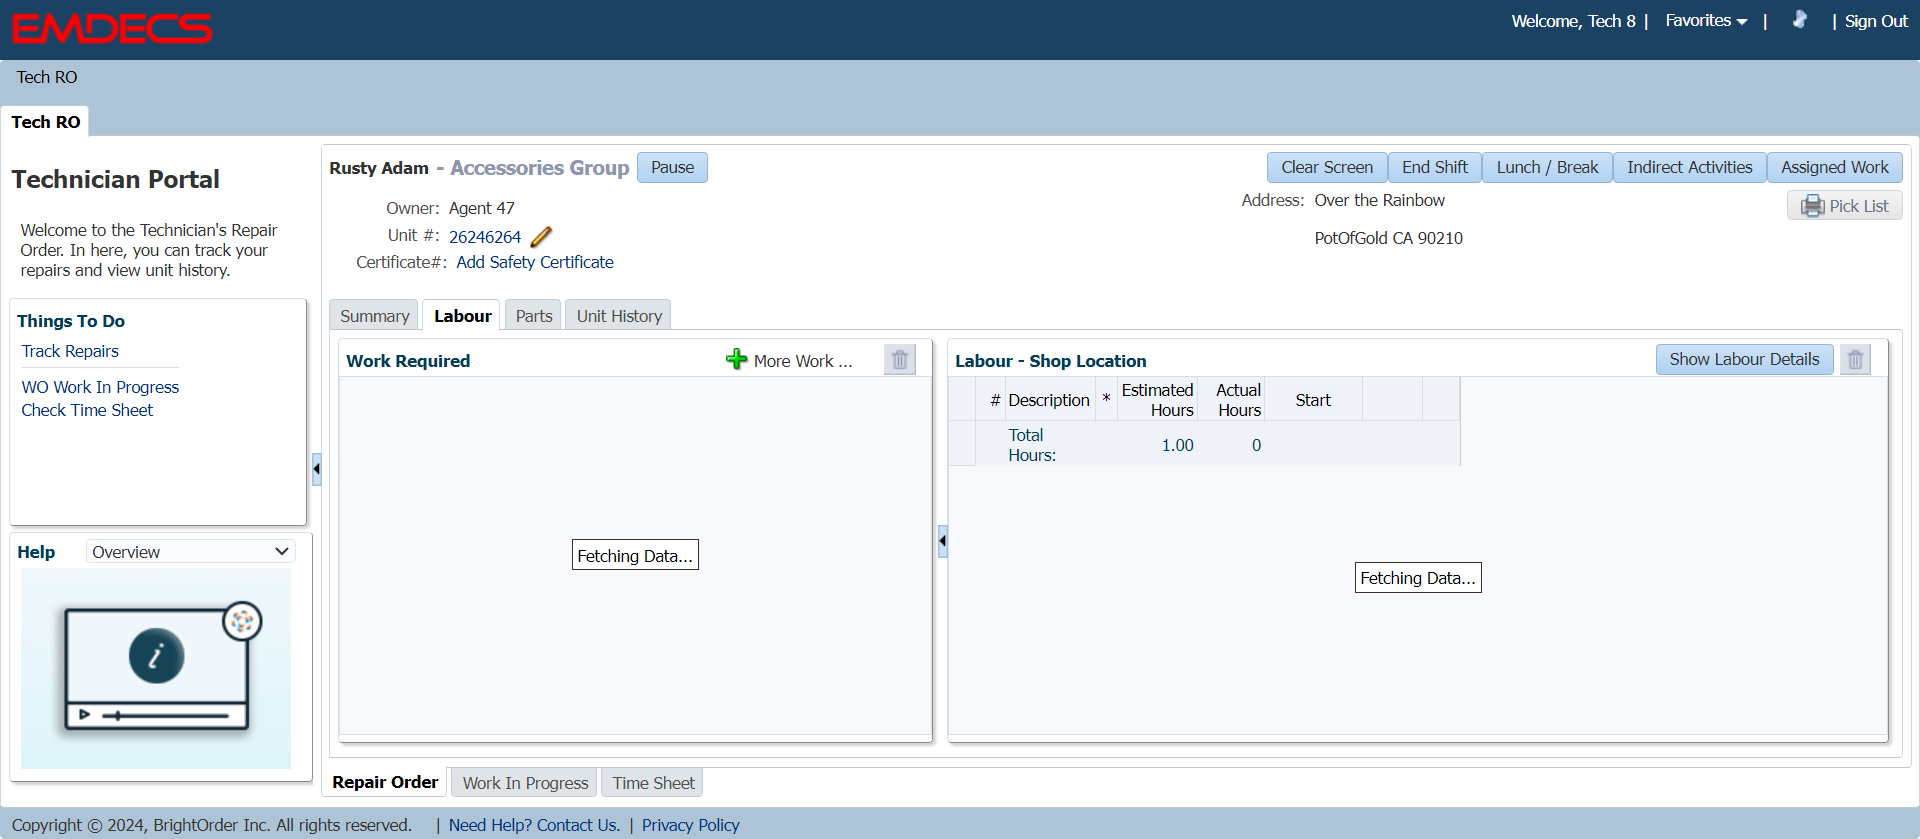 EMDECS
Welcome, Tech 8 | Favorites | | Sign Out
Tech RO
Tech RO
Technician Portal
Welcome to the Technician's Repair
Order. In here, you can track your
repairs and view unit history.
Things To Do
Track Repairs
WO Work In Progress
Check Time Sheet
Help Overview
i
Rusty Adam - Accessories Group Pause
Clear Screen End Shift Lunch / Break Indirect Activities Assigned Work
Owner: Agent 47
Unit #: 26246264
Certificate#: Add Safety Certificate
Address: Over the Rainbow
PotOfGold CA 90210
Pick List
Summary Labour Parts Unit History
Work Required More Work ...
Fetching Data...
Labour - Shop Location Show Labour Details
# Description * Estimated Hours Actual Hours Start
Total Hours: 1.00 0
Fetching Data...
Repair Order Work In Progress Time Sheet
Copyright © 2024, BrightOrder Inc. All rights reserved. | Need Help? Contact Us. | Privacy Policy